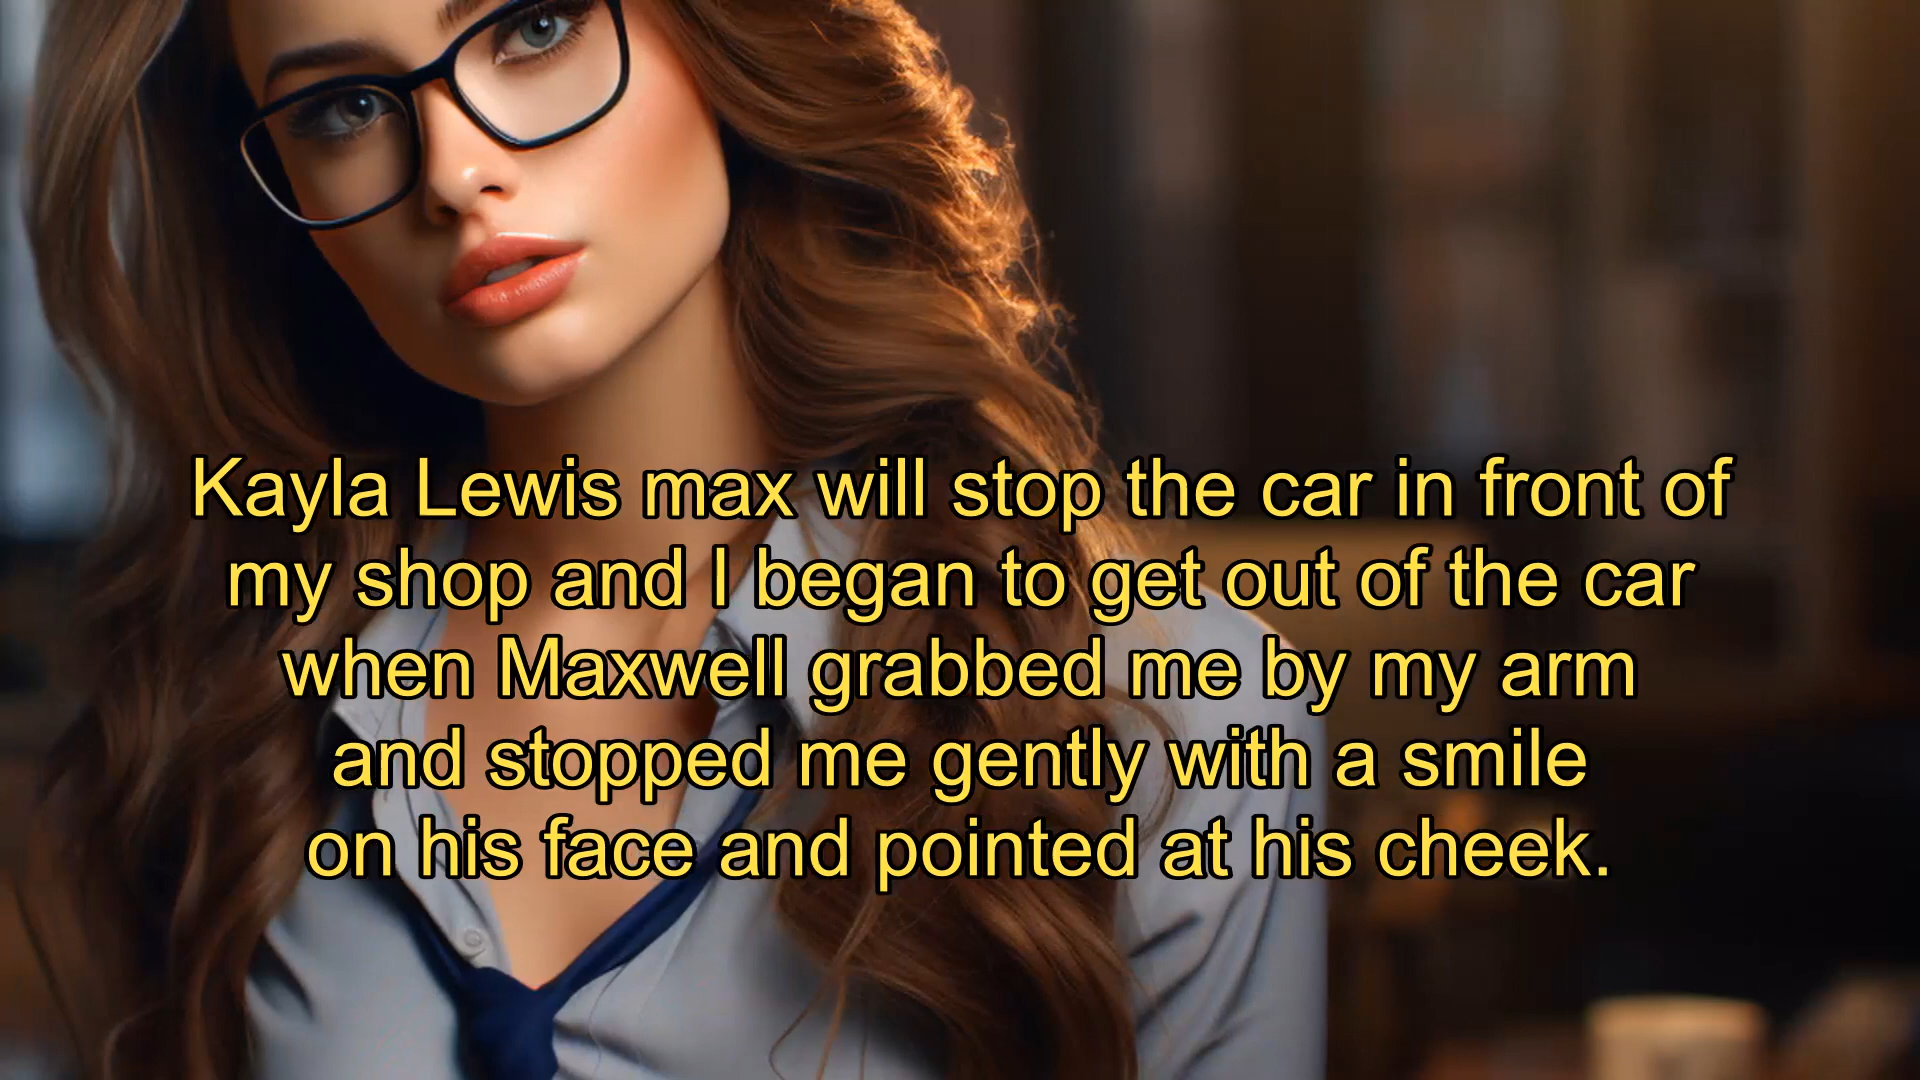 Kayla Lewis max will stop the car in front of
my shop and I began to get out of the car
when Maxwell grabbed me by my arm
and stopped me gently with a smile
on his face and pointed at his cheek.